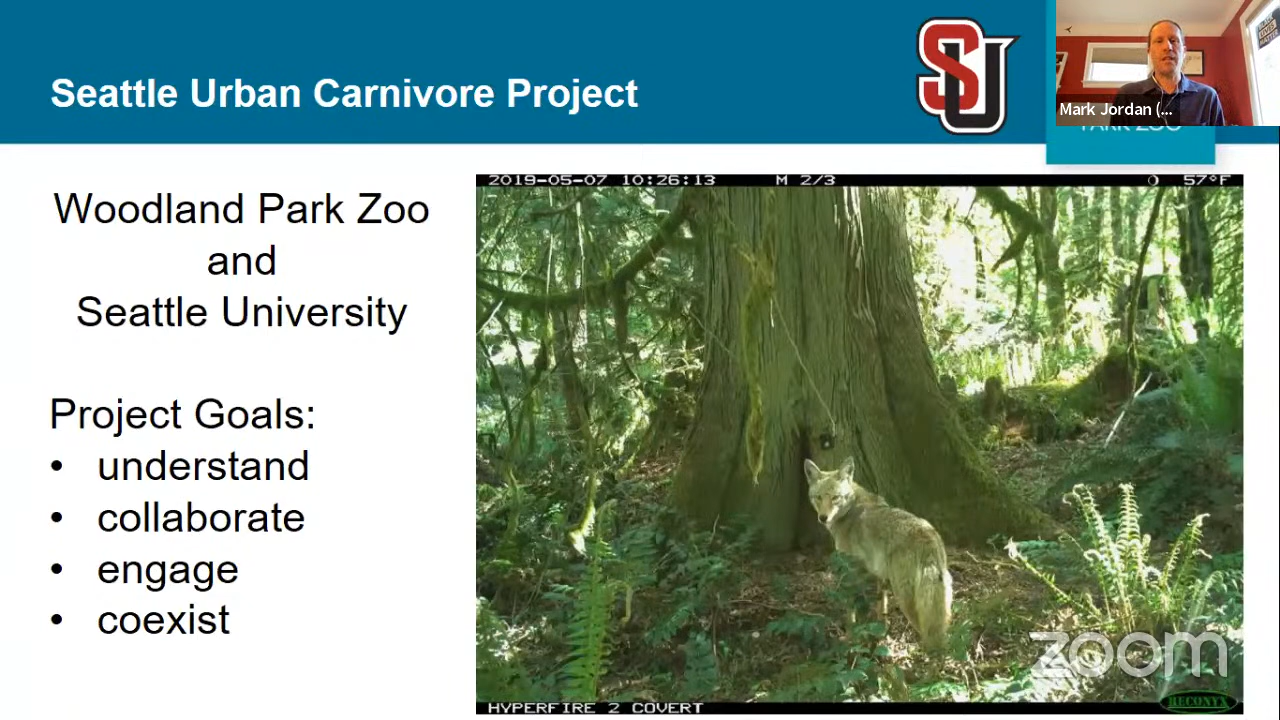 Seattle Urban Carnivore Project
SU
Mark Jordan (...
PARK ZOO
Woodland Park Zoo
and
Seattle University
Project Goals:
• understand
• collaborate
• engage
• coexist
2019-05-07 10:26:13 M 2/3 57°F
zoom
HYPERFIRE 2 COVERT
RECONYX